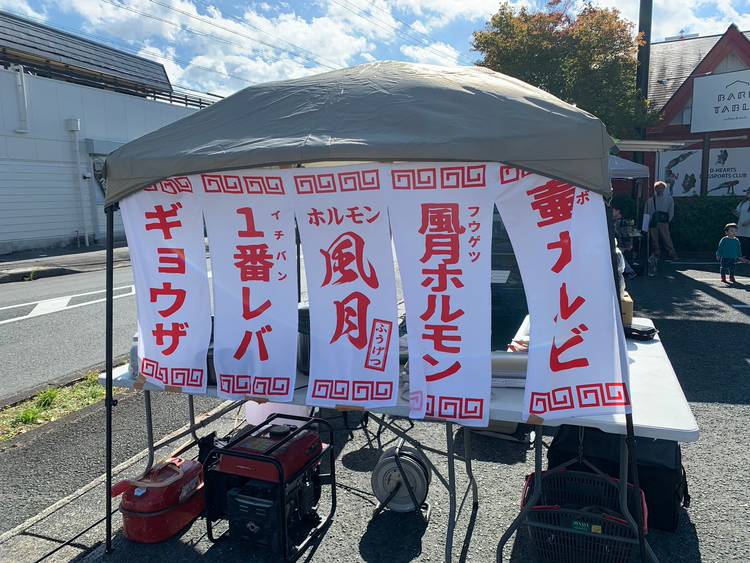 ギョウザ
イチバン
1番レバ
ホルモン
風月
ふうげつ
フウゲツ
風月ホルモン
壷ナルビ
BAR
TABL
D-HEARTS
SPORTS CLUB